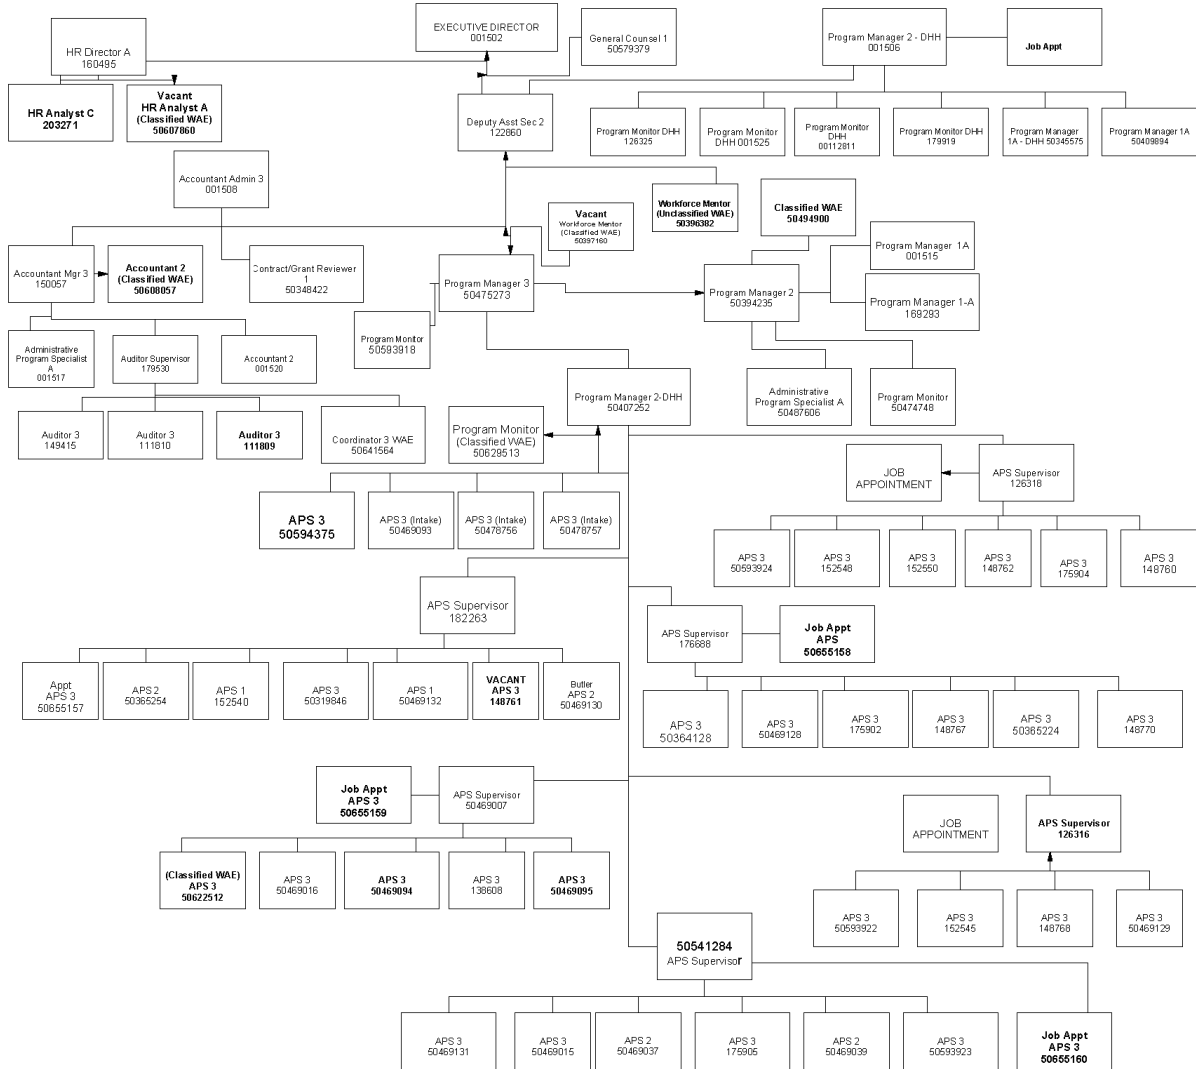 EXECUTIVE DIRECTOR
001502
General Counsel 1
50579379
Program Manager 2 - DHH
001506
Job Appt
HR Director A
160495
HR Analyst C
203271
Vacant
HR Analyst A
(Classified WAE)
50607860
Deputy Asst Sec 2
122860
Program Monitor DHH
126325
Program Monitor
DHH 001525
Program Monitor
DHH
00112811
Program Monitor DHH
179919
Program Manager
1A - DHH 50345575
Program Manager 1A
50409894
Accountant Admin 3
001508
Vacant
Workforce Mentor
(Classified WAE)
50397160
Workforce Mentor
(Unclassified WAE)
50396382
Classified WAE
50494900
Accountant Mgr 3
150057
Accountant 2
(Classified WAE)
50608057
Contract/Grant Reviewer
1
50348422
Program Manager 3
50475273
Program Manager 2
50394235
Program Manager 1A
001515
Program Manager 1-A
169293
Program Monitor
50593918
Administrative
Program Specialist
A
001517
Auditor Supervisor
179530
Accountant 2
001520
Program Manager 2-DHH
50407252
Administrative
Program Specialist A
50487606
Program Monitor
50474748
Auditor 3
149415
Auditor 3
111810
Auditor 3
111809
Coordinator 3 WAE
50641564
Program Monitor
(Classified WAE)
50629513
JOB
APPOINTMENT
APS Supervisor
126318
APS 3
50594375
APS 3 (Intake)
50469093
APS 3 (Intake)
50478756
APS 3 (Intake)
50478757
APS 3
50593924
APS 3
152548
APS 3
152550
APS 3
148762
APS 3
175904
APS 3
148760
APS Supervisor
182263
APS Supervisor
176688
Job Appt
APS
50655158
Appt
APS 3
50655157
APS 2
50365254
APS 1
152540
APS 3
50319846
APS 1
50469132
VACANT
APS 3
148761
Butler
APS 2
50469130
APS 3
50364128
APS 3
50469128
APS 3
175902
APS 3
148767
APS 3
50365224
APS 3
148770
Job Appt
APS 3
50655159
APS Supervisor
50469007
JOB
APPOINTMENT
APS Supervisor
126316
(Classified WAE)
APS 3
50622512
APS 3
50469016
APS 3
50469094
APS 3
138608
APS 3
50469095
APS 3
50593922
APS 3
152545
APS 3
148768
APS 3
50469129
50541284
APS Supervisor
APS 3
50469131
APS 3
50469015
APS 2
50469037
APS 3
175905
APS 2
50469039
APS 3
50593923
Job Appt
APS 3
50655160